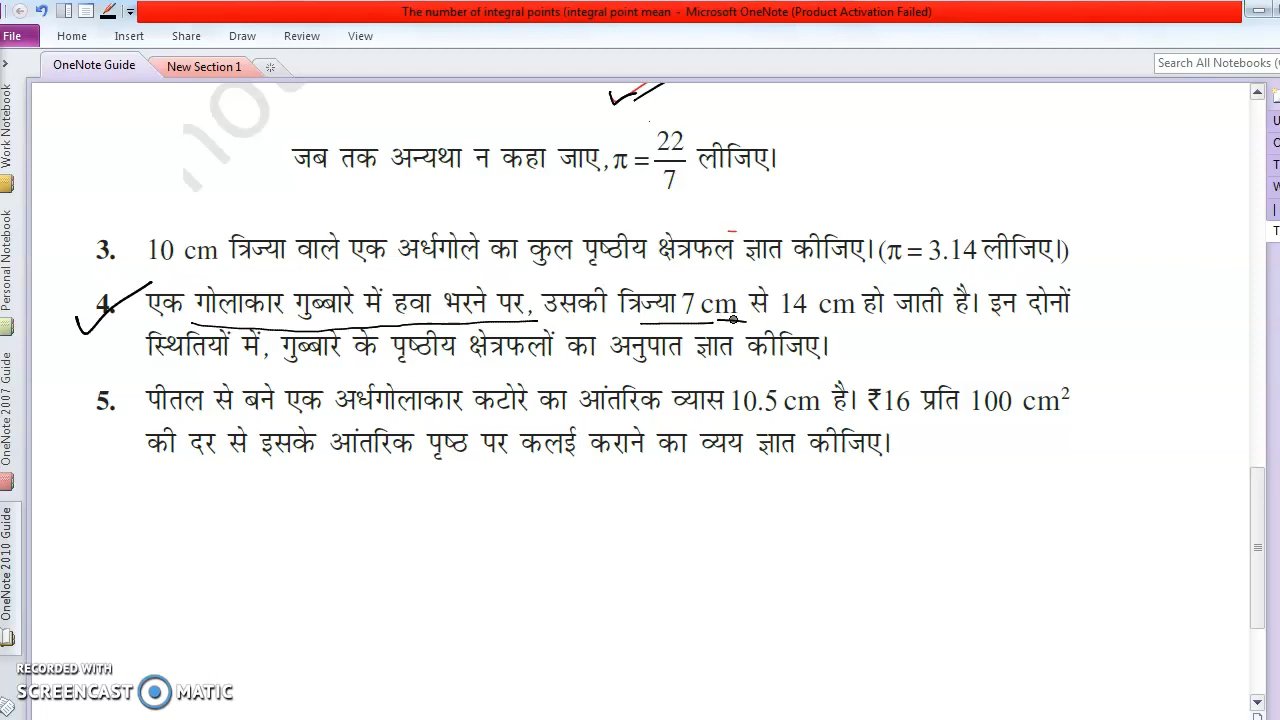 The number of integral points (integral point mean - Microsoft OneNote (Product Activation Failed)
File Home Insert Share Draw Review View
OneNote Guide New Section 1
Search All Notebooks (
Work Notebook
Personal Notebook
OneNote 2007 Guide
OneNote 2010 Guide
जब तक अन्यथा न कहा जाए, π = 22/7 लीजिए।
3. 10 cm त्रिज्या वाले एक अर्धगोले का कुल पृष्ठीय क्षेत्रफल ज्ञात कीजिए। (π = 3.14 लीजिए।)
4. एक गोलाकार गुब्बारे में हवा भरने पर, उसकी त्रिज्या 7 cm से 14 cm हो जाती है। इन दोनों
स्थितियों में, गुब्बारे के पृष्ठीय क्षेत्रफलों का अनुपात ज्ञात कीजिए।
5. पीतल से बने एक अर्धगोलाकार कटोरे का आंतरिक व्यास 10.5 cm है। ₹16 प्रति 100 cm²
की दर से इसके आंतरिक पृष्ठ पर कलई कराने का व्यय ज्ञात कीजिए।
RECORDED WITH
SCREENCAST MATIC